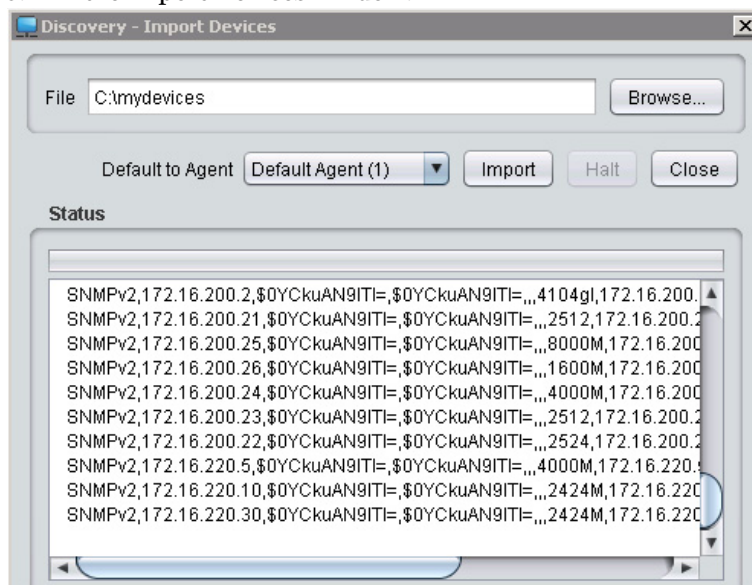 Discovery - Import Devices
File C:\mydevices Browse...
Default to Agent Default Agent (1) Import Halt Close
Status
SNMPv2,172.16.200.2,$0YCkuAN9ITI=,$0YCkuAN9ITI=,,,4104gl,172.16.200.
SNMPv2,172.16.200.21,$0YCkuAN9ITI=,$0YCkuAN9ITI=,,,2512,172.16.200.2
SNMPv2,172.16.200.25,$0YCkuAN9ITI=,$0YCkuAN9ITI=,,,8000M,172.16.200
SNMPv2,172.16.200.26,$0YCkuAN9ITI=,$0YCkuAN9ITI=,,,1600M,172.16.200
SNMPv2,172.16.200.24,$0YCkuAN9ITI=,$0YCkuAN9ITI=,,,4000M,172.16.200
SNMPv2,172.16.200.23,$0YCkuAN9ITI=,$0YCkuAN9ITI=,,,2512,172.16.200.2
SNMPv2,172.16.200.22,$0YCkuAN9ITI=,$0YCkuAN9ITI=,,,2524,172.16.200.2
SNMPv2,172.16.220.5,$0YCkuAN9ITI=,$0YCkuAN9ITI=,,,4000M,172.16.220.
SNMPv2,172.16.220.10,$0YCkuAN9ITI=,$0YCkuAN9ITI=,,,2424M,172.16.220
SNMPv2,172.16.220.30,$0YCkuAN9ITI=,$0YCkuAN9ITI=,,,2424M,172.16.220